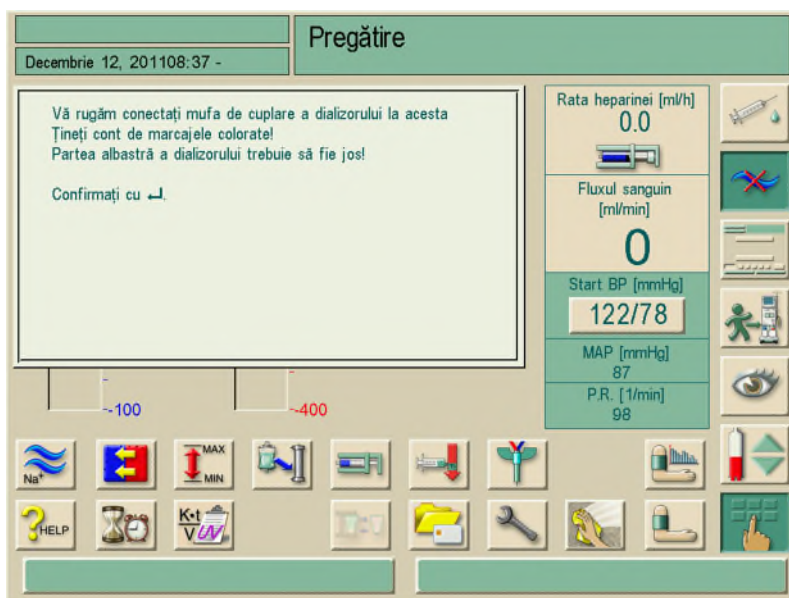 Pregătire
Decembrie 12, 201108:37 -
Vă rugăm conectați mufa de cuplare a dializorului la acesta
Țineți cont de marcajele colorate!
Partea albastră a dializorului trebuie să fie jos!
Confirmați cu ↵.
Rata heparinei [ml/h]
0.0
Fluxul sanguin
[ml/min]
0
Start BP [mmHg]
122/78
MAP [mmHg]
87
P.R. [1/min]
98
-100
-400
Na+
MAX
MIN
HELP
K•t
V
UV